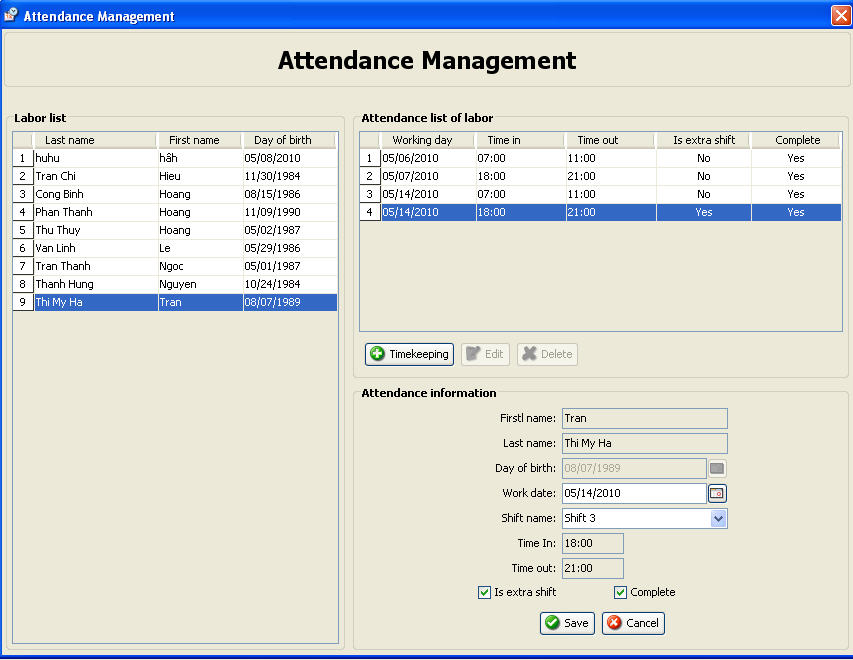 Attendance Management
Attendance Management
Labor list
Last name First name Day of birth
1 huhu hâh 05/08/2010
2 Tran Chi Hieu 11/30/1984
3 Cong Binh Hoang 08/15/1986
4 Phan Thanh Hoang 11/09/1990
5 Thu Thuy Hoang 05/02/1987
6 Van Linh Le 05/29/1986
7 Tran Thanh Ngoc 05/01/1987
8 Thanh Hung Nguyen 10/24/1984
9 Thi My Ha Tran 08/07/1989
Attendance list of labor
Working day Time in Time out Is extra shift Complete
1 05/06/2010 07:00 11:00 No Yes
2 05/07/2010 18:00 21:00 No Yes
3 05/14/2010 07:00 11:00 No Yes
4 05/14/2010 18:00 21:00 Yes Yes
Timekeeping Edit Delete
Attendance information
Firstl name: Tran
Last name: Thi My Ha
Day of birth: 08/07/1989
Work date: 05/14/2010
Shift name: Shift 3
Time In: 18:00
Time out: 21:00
Is extra shift Complete
Save Cancel